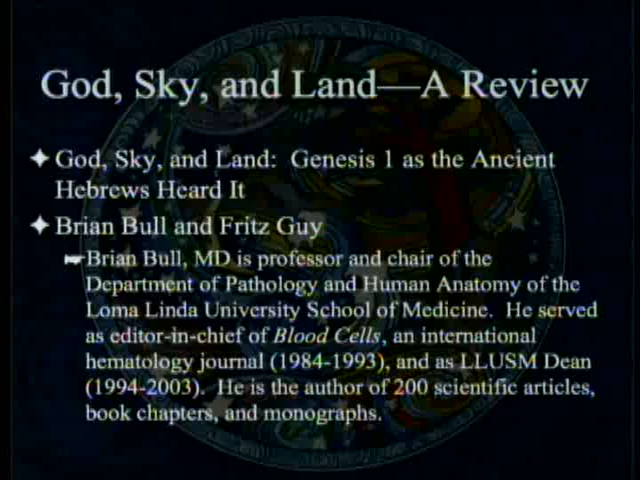 God, Sky, and Land—A Review
God, Sky, and Land: Genesis 1 as the Ancient
Hebrews Heard It
Brian Bull and Fritz Guy
Brian Bull, MD is professor and chair of the
Department of Pathology and Human Anatomy of the
Loma Linda University School of Medicine. He served
as editor-in-chief of Blood Cells, an international
hematology journal (1984-1993), and as LLUSM Dean
(1994-2003). He is the author of 200 scientific articles,
book chapters, and monographs.